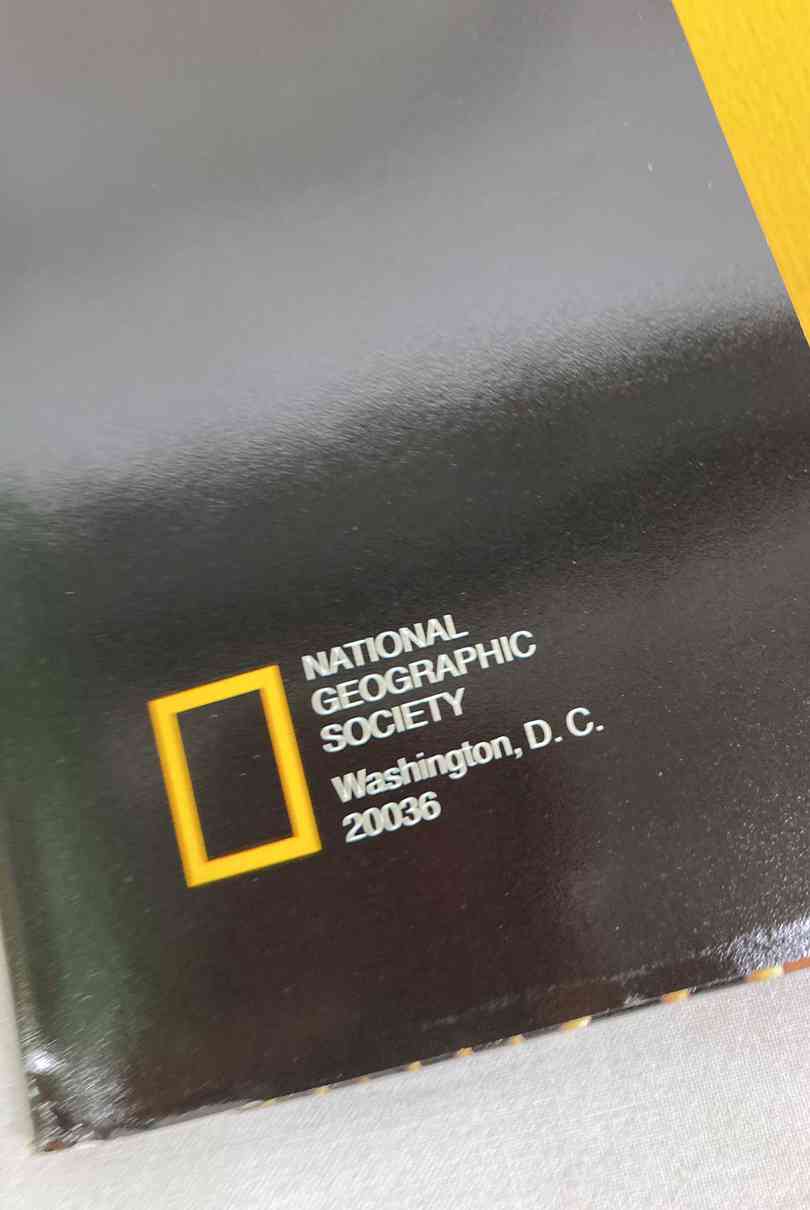 NATIONAL
GEOGRAPHIC
SOCIETY
Washington, D. C.
20036